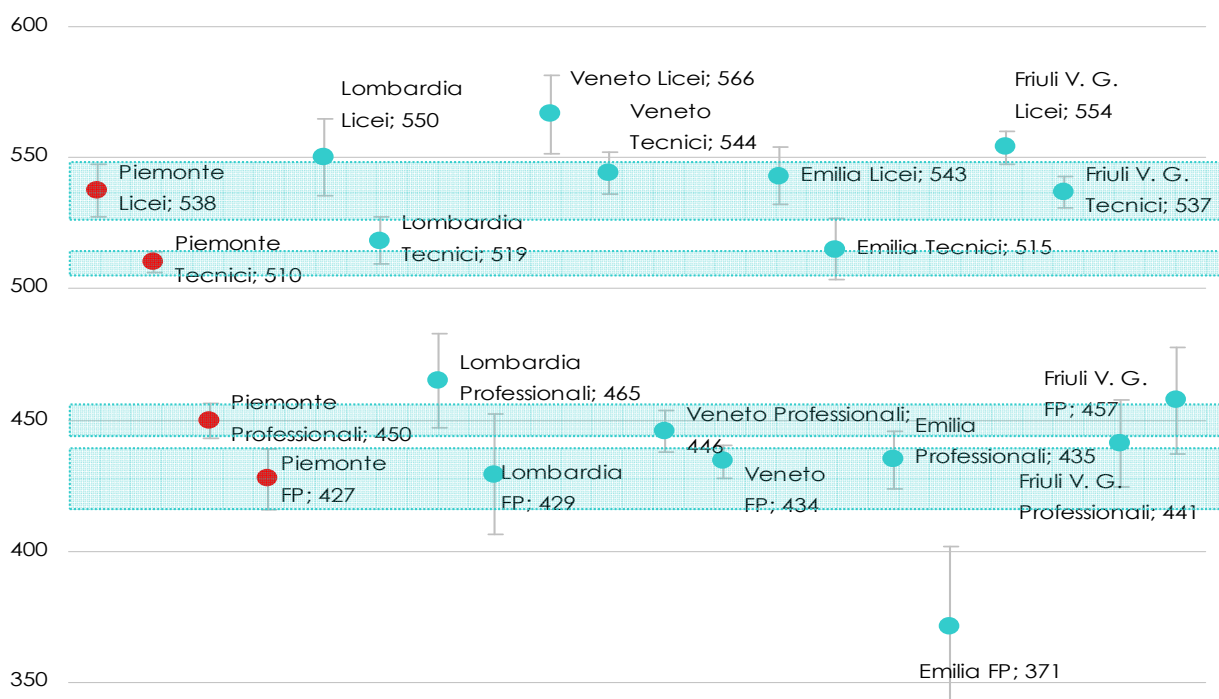 600
Veneto Licei; 566
Friuli V. G.
Licei; 554
Lombardia
Licei; 550
Veneto
Tecnici; 544
550
Piemonte
Licei; 538
Emilia Licei; 543
Friuli V. G.
Tecnici; 537
Lombardia
Tecnici; 519
Piemonte
Tecnici; 510
Emilia Tecnici; 515
500
Lombardia
Professionali; 465
Friuli V. G.
FP; 457
450
Piemonte
Professionali; 450
Veneto Professionali;
446
Emilia
Professionali; 435
Piemonte
FP; 427
Lombardia
FP; 429
Veneto
FP; 434
Friuli V. G.
Professionali; 441
400
Emilia FP; 371
350